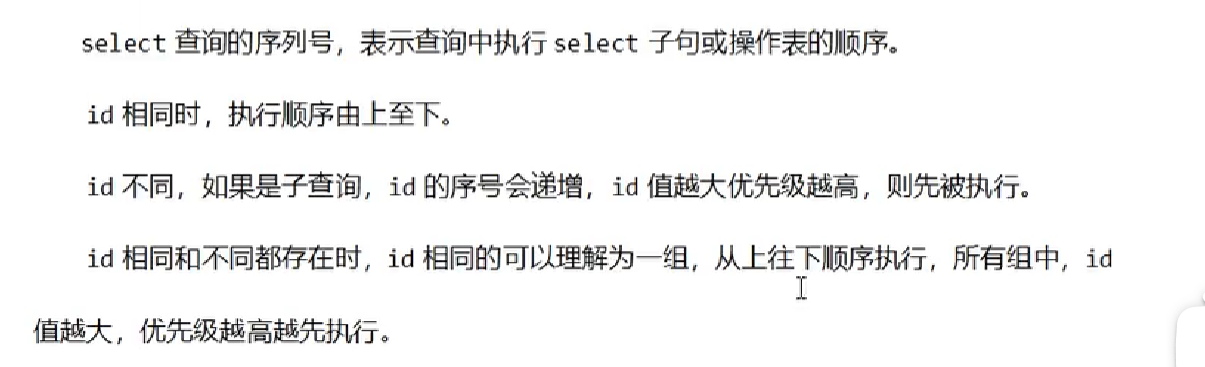 select 查询的序列号，表示查询中执行 select 子句或操作表的顺序。
id 相同时，执行顺序由上至下。
id 不同，如果是子查询，id 的序号会递增，id 值越大优先级越高，则先被执行。
id 相同和不同都存在时，id 相同的可以理解为一组，从上往下顺序执行，所有组中，id
值越大，优先级越高越先执行。